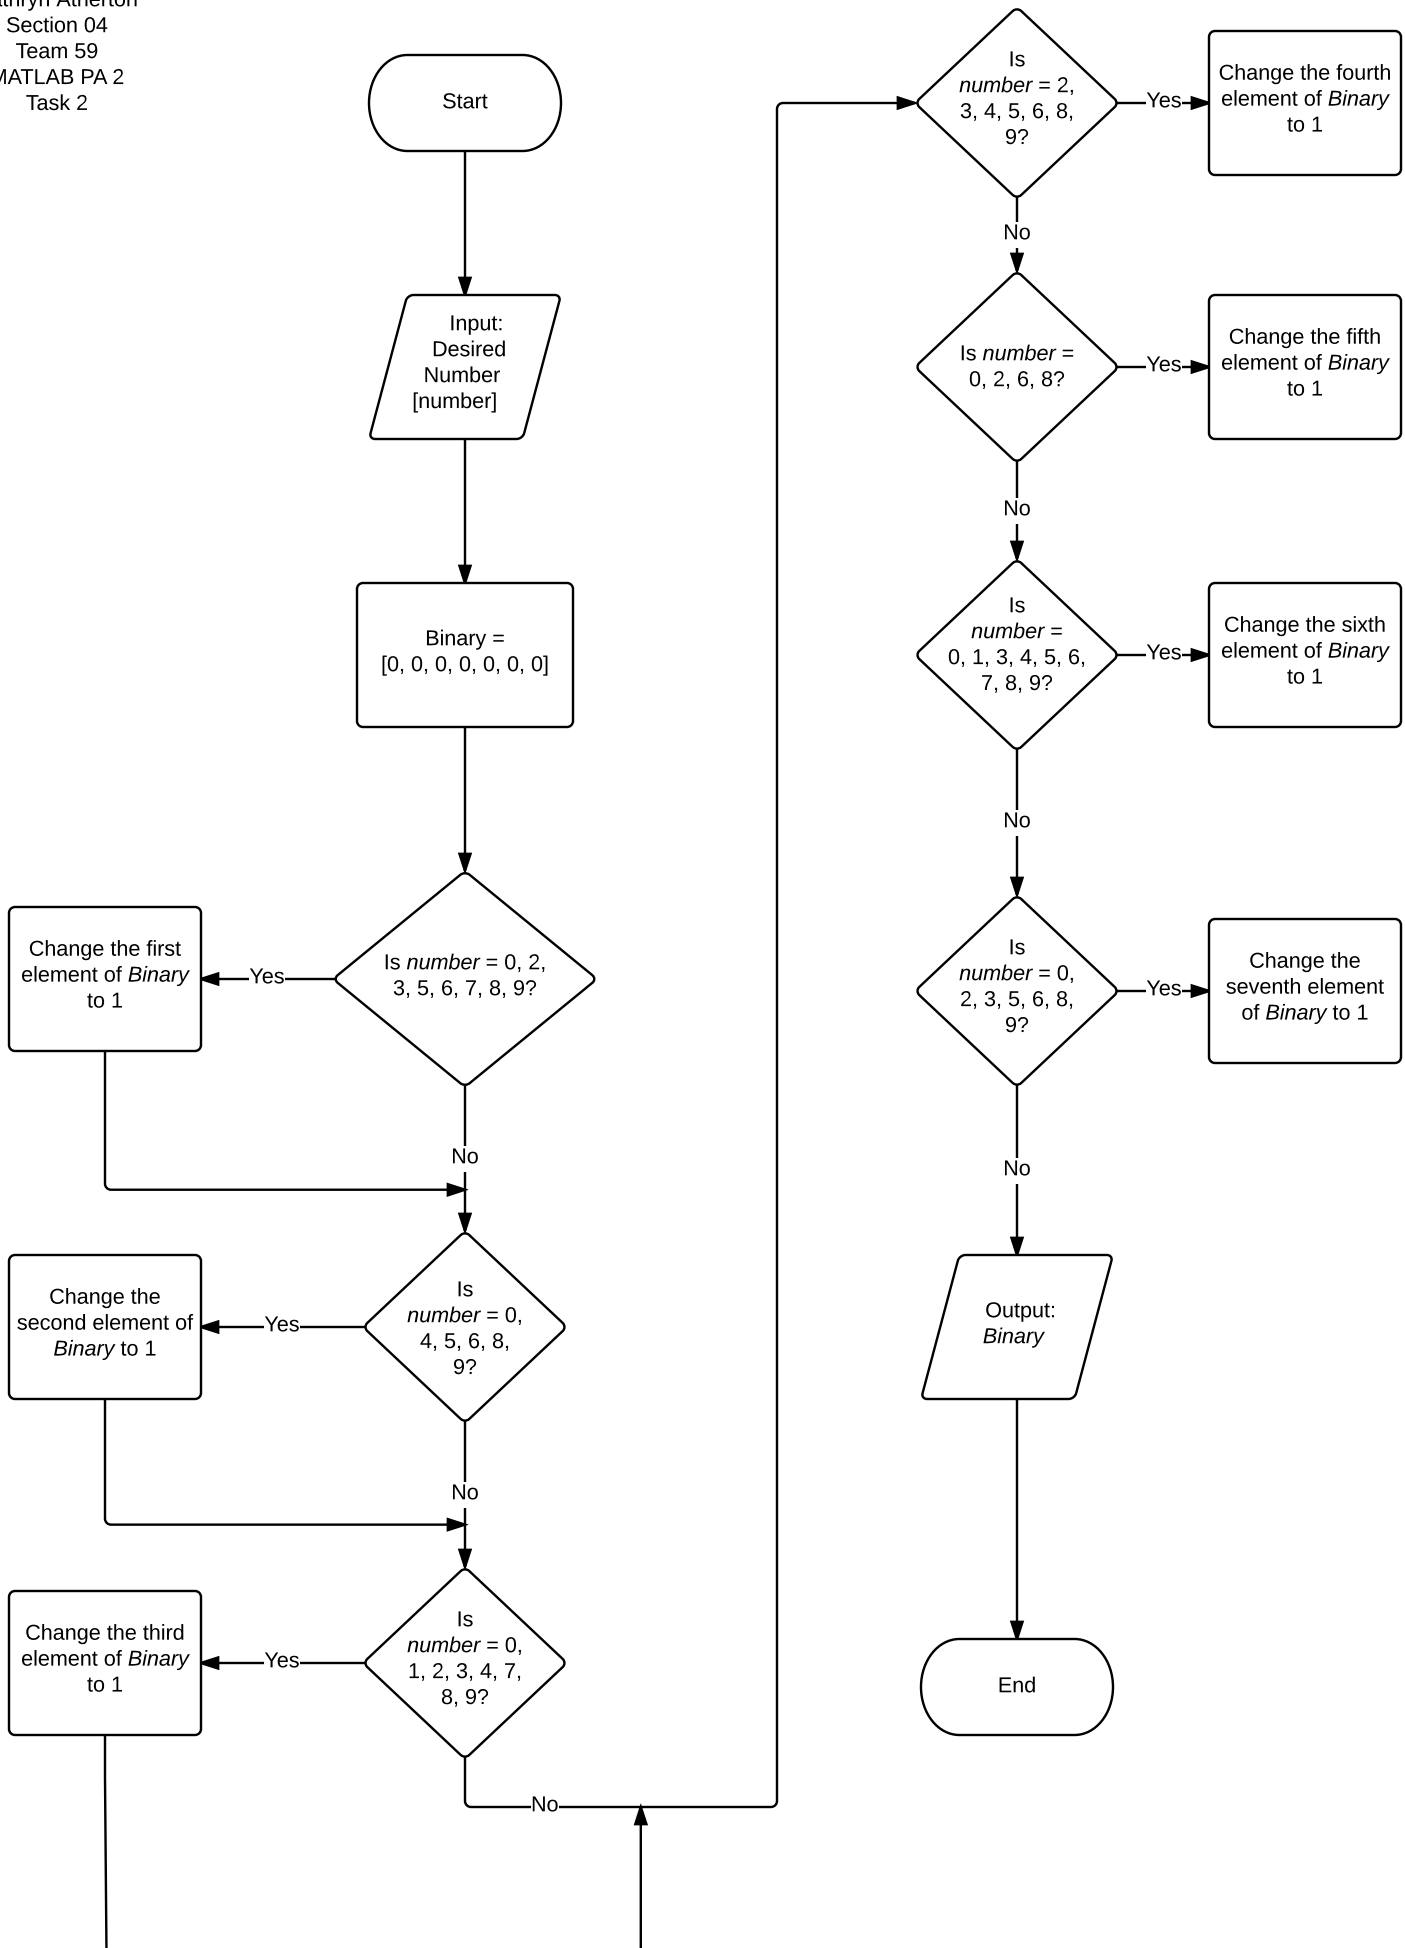 Atherton
Section 04
Team 59
MATLAB PA 2
Task 2
Start
Input:
Desired
Number
[number]
Binary =
[0, 0, 0, 0, 0, 0, 0]
Is number = 0, 2,
3, 5, 6, 7, 8, 9?
Yes
Change the first
element of Binary
to 1
No
Is
number = 0,
4, 5, 6, 8,
9?
Yes
Change the
second element of
Binary to 1
No
Is
number = 0,
1, 2, 3, 4, 7,
8, 9?
Yes
Change the third
element of Binary
to 1
No
Is
number = 2,
3, 4, 5, 6, 8,
9?
Yes
Change the fourth
element of Binary
to 1
No
Is number =
0, 2, 6, 8?
Yes
Change the fifth
element of Binary
to 1
No
Is
number =
0, 1, 3, 4, 5, 6,
7, 8, 9?
Yes
Change the sixth
element of Binary
to 1
No
Is
number = 0,
2, 3, 5, 6, 8,
9?
Yes
Change the
seventh element
of Binary to 1
No
Output:
Binary
End